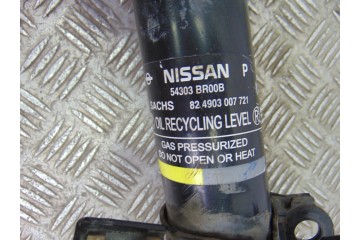 NISSAN P
54303 BR00B
SACHS 82 4903 007 721
OIL RECYCLING LEVEL R
GAS PRESSURIZED
DO NOT OPEN OR HEAT